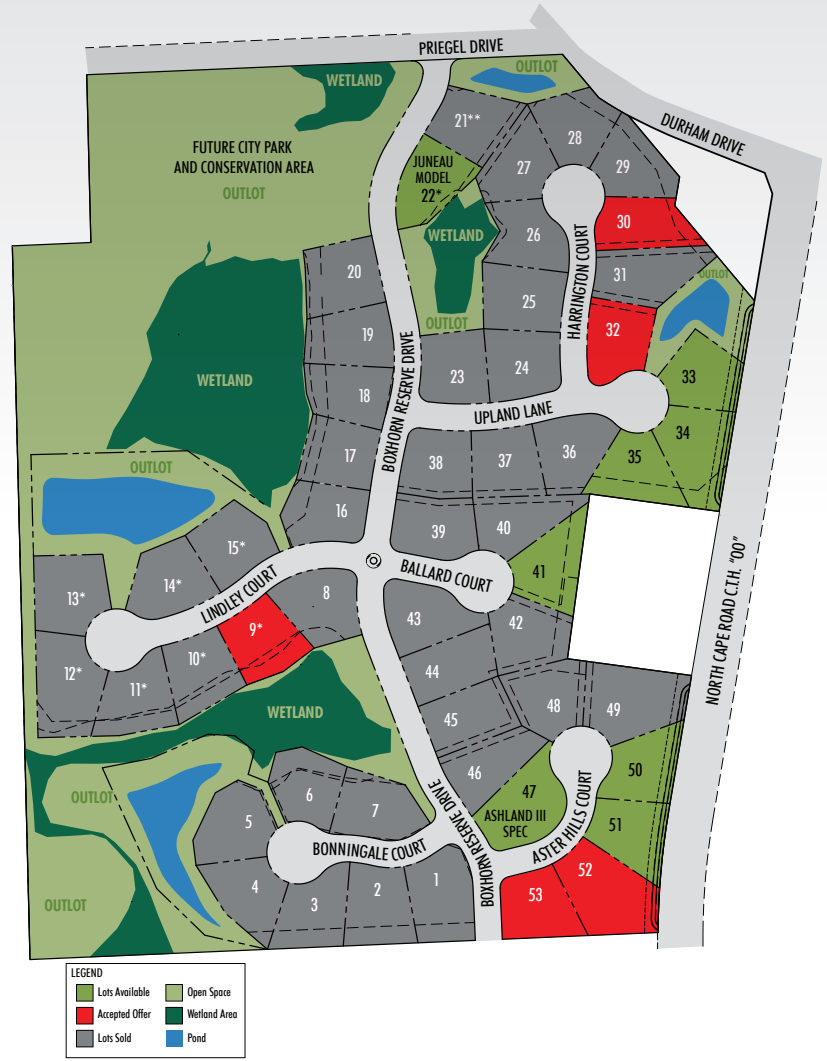 PRIEGEL DRIVE
OUTLOT
WETLAND
DURHAM DRIVE
21**
28
FUTURE CITY PARK
AND CONSERVATION AREA
OUTLOT
JUNEAU
MODEL
22*
27
29
WETLAND
26
30
HARRINGTON COURT
20
31
OUTLOT
25
OUTLOT
19
32
BOXHORN RESERVE DRIVE
WETLAND
18
23
24
33
UPLAND LANE
34
17
38
37
36
35
OUTLOT
16
39
40
NORTH CAPE ROAD C.T.H. "OO"
15*
14*
13*
LINDLEY COURT
BALLARD COURT
41
8
9*
43
42
10*
12*
11*
44
WETLAND
45
48
49
46
50
OUTLOT
6
7
5
47
ASHLAND III
SPEC
51
BOXHORN RESERVE DRIVE
ASTER HILLS COURT
BONNINGALE COURT
4
3
2
1
53
52
OUTLOT
LEGEND
Lots Available
Open Space
Accepted Offer
Wetland Area
Lots Sold
Pond